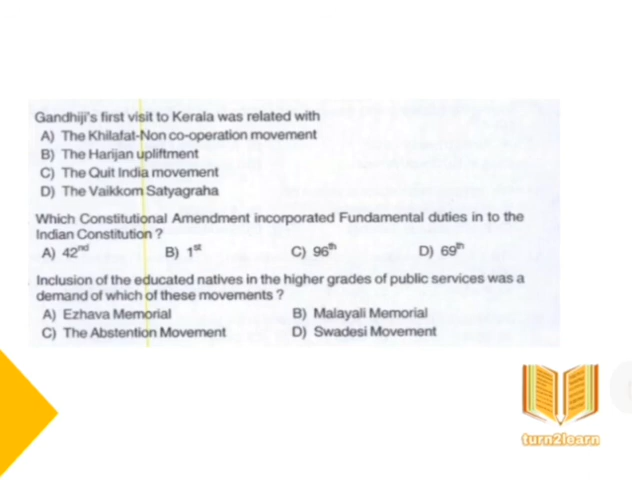 Gandhiji's first visit to Kerala was related with
A) The Khilafat-Non co-operation movement
B) The Harijan upliftment
C) The Quit India movement
D) The Vaikkom Satyagraha
Which Constitutional Amendment incorporated Fundamental duties in to the
Indian Constitution ?
A) 42nd B) 1st C) 96th D) 69th
Inclusion of the educated natives in the higher grades of public services was a
demand of which of these movements ?
A) Ezhava Memorial B) Malayali Memorial
C) The Abstention Movement D) Swadesi Movement
turn2learn